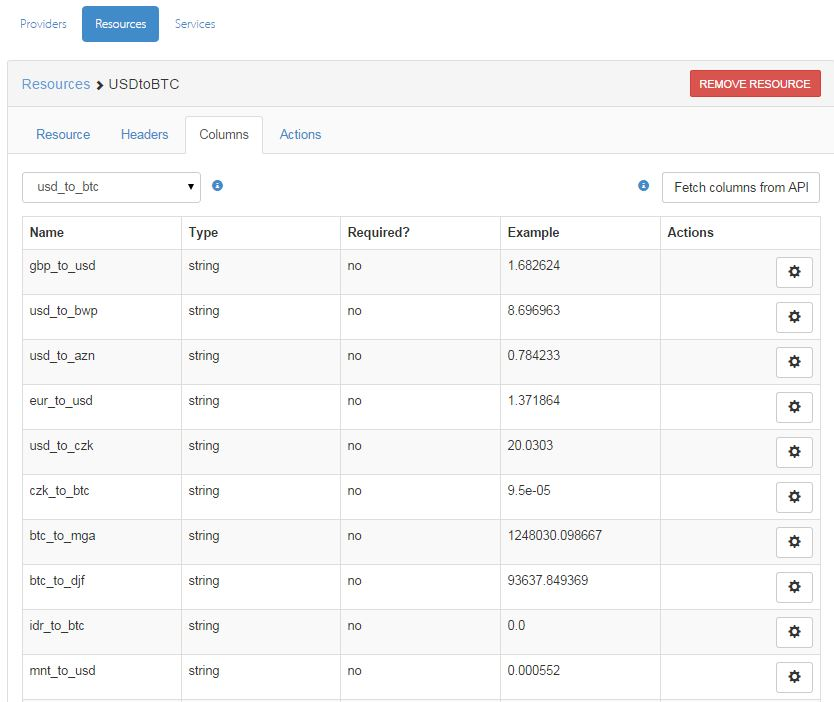 Providers Resources Services
Resources > USDtoBTC REMOVE RESOURCE
Resource Headers Columns Actions
usd_to_btc Fetch columns from API
Name Type Required? Example Actions
gbp_to_usd string no 1.682624
usd_to_bwp string no 8.696963
usd_to_azn string no 0.784233
eur_to_usd string no 1.371864
usd_to_czk string no 20.0303
czk_to_btc string no 9.5e-05
btc_to_mga string no 1248030.098667
btc_to_djf string no 93637.849369
idr_to_btc string no 0.0
mnt_to_usd string no 0.000552